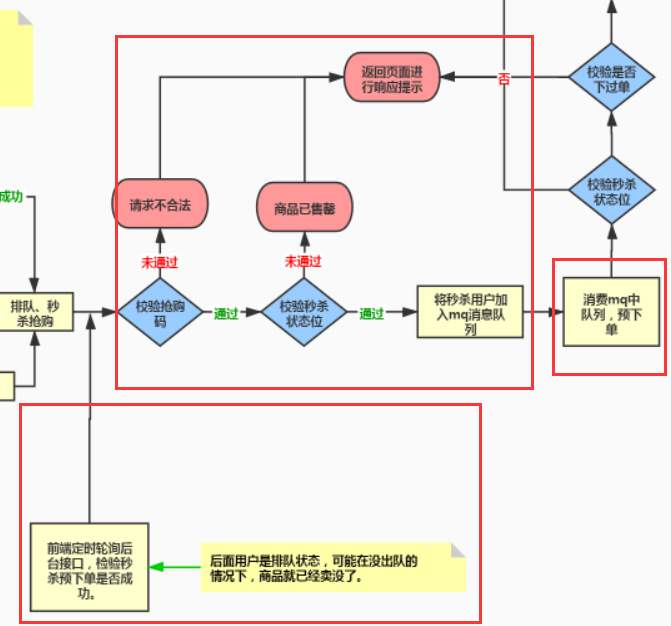 返回页面进
行响应提示
否
校验是否
下过单
校验秒杀
状态位
成功
请求不合法
商品已售罄
未通过
未通过
排队、秒
杀抢购
校验抢购
码
通过
校验秒杀
状态位
通过
将秒杀用户加
入mq消息队
列
消费mq中
队列，预下
单
前端定时轮询后
台接口，检验秒
杀预下单是否成
功。
后面用户是排队状态，可能在没出队的
情况下，商品就已经卖没了。